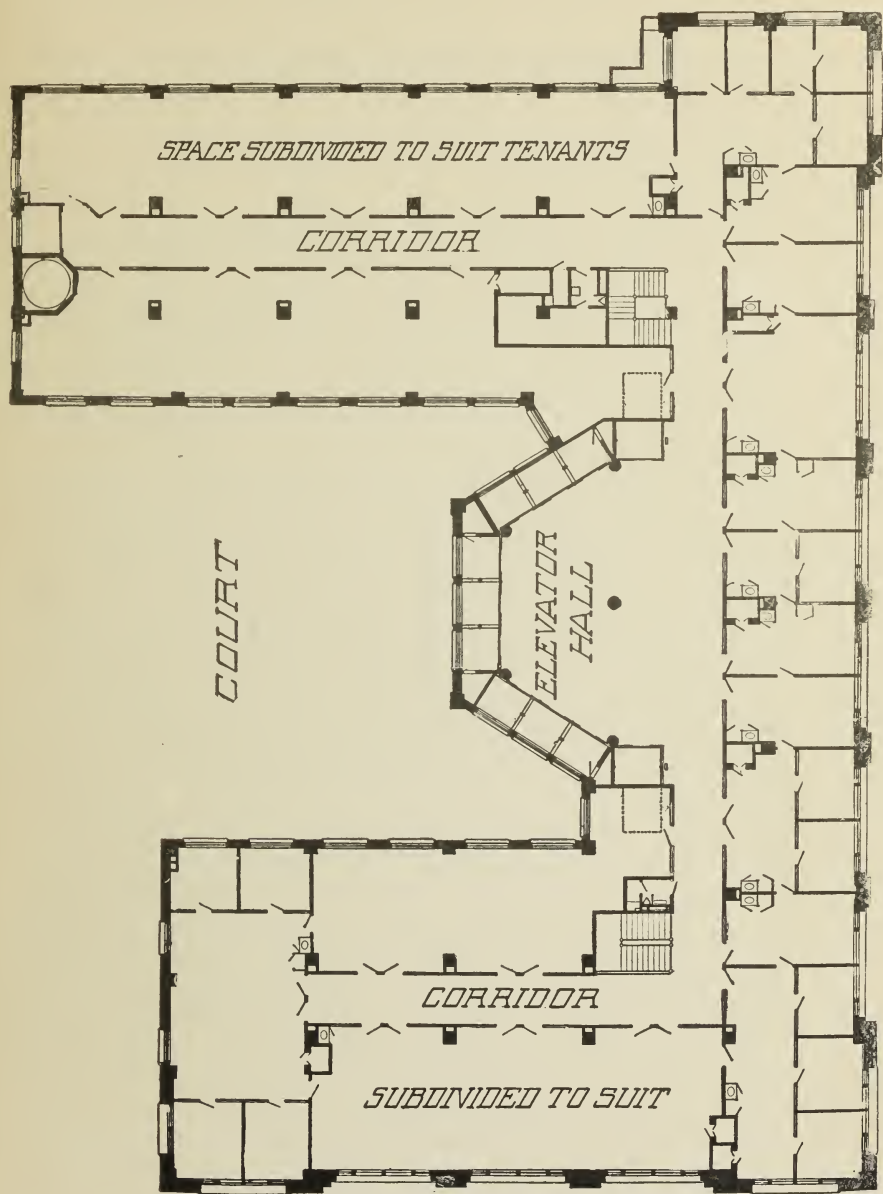 SPACE SUBDIVIDED TO SUIT TENANTS
CORRIDOR
COURT
ELEVATOR
HALL
CORRIDOR
SUBDIVIDED TO SUIT